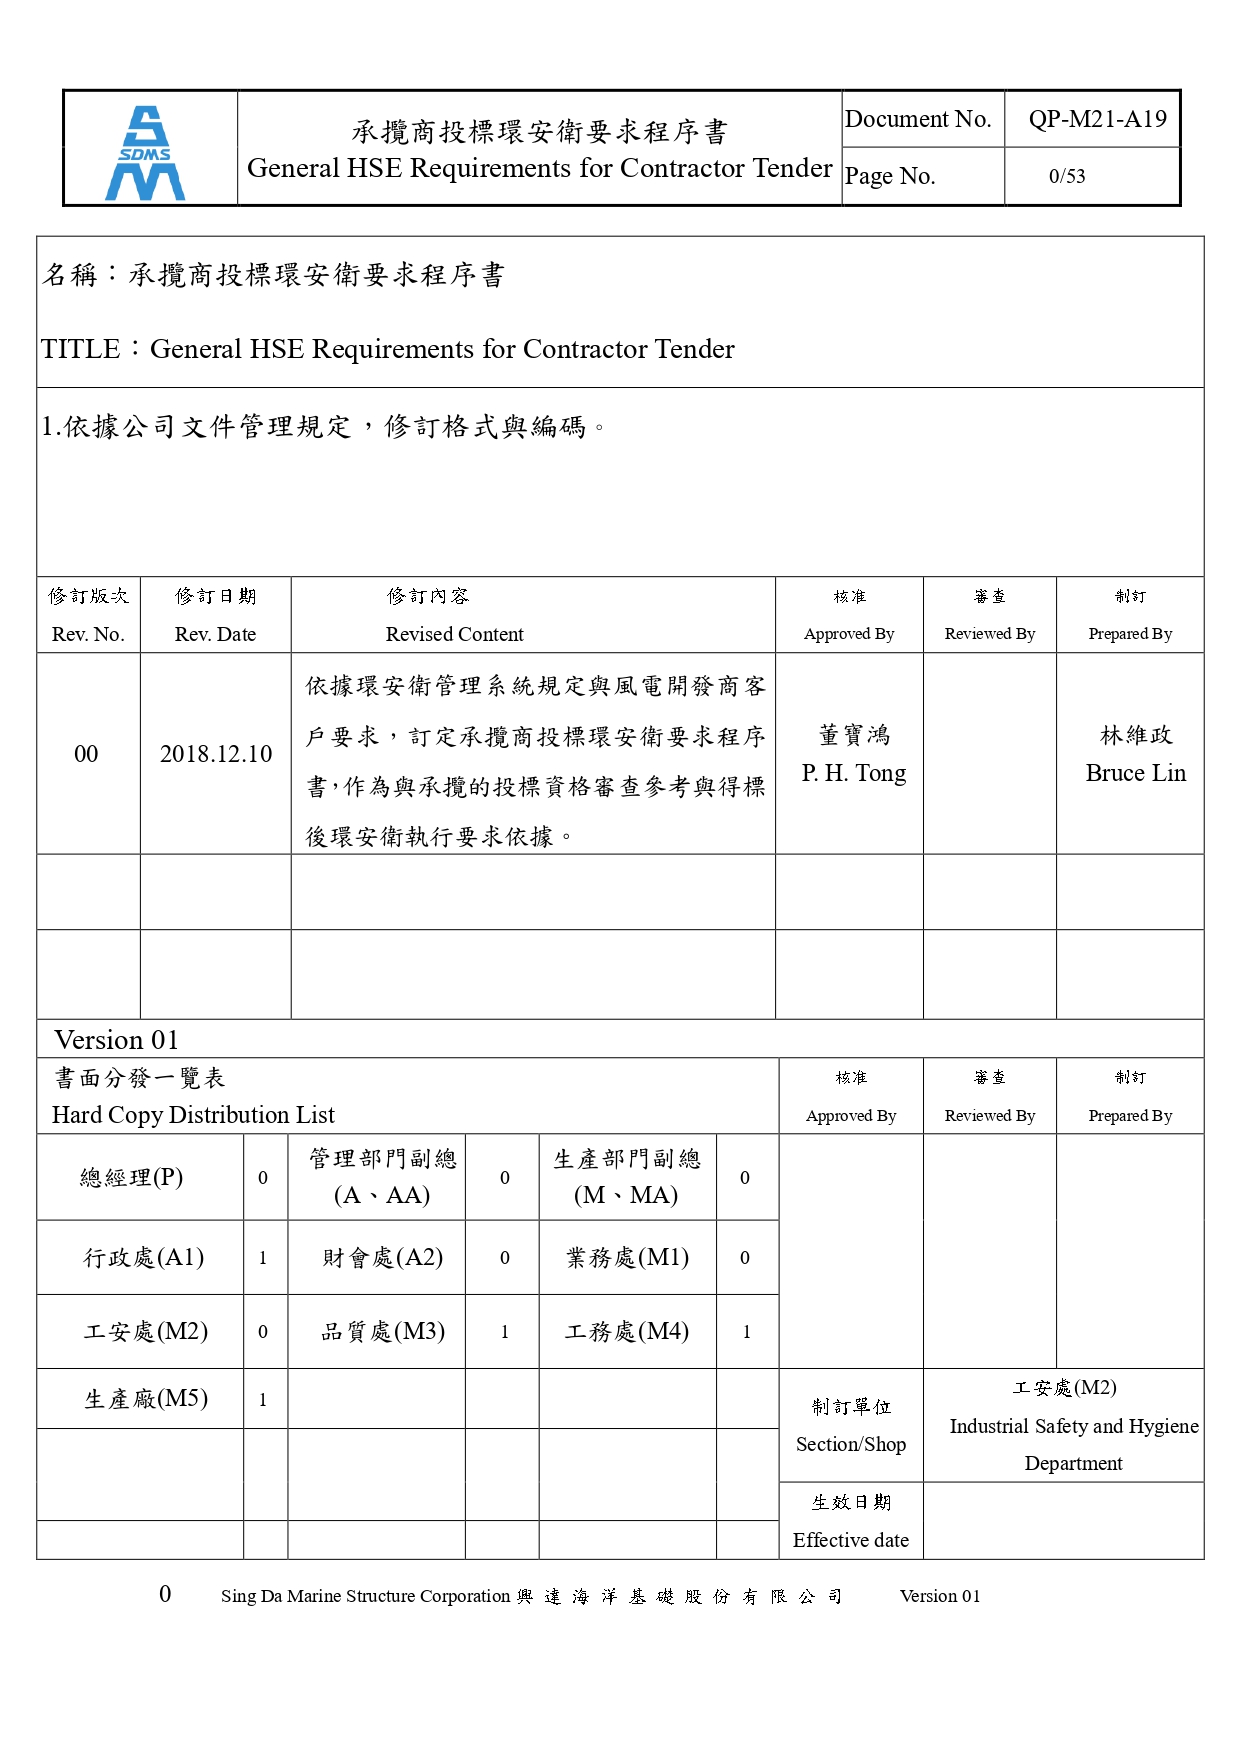 SDMS
承攬商投標環安衛要求程序書
General HSE Requirements for Contractor Tender
Document No.
QP-M21-A19
Page No.
0/53
名稱：承攬商投標環安衛要求程序書
TITLE：General HSE Requirements for Contractor Tender
1.依據公司文件管理規定，修訂格式與編碼。
修訂版次
Rev. No.
修訂日期
Rev. Date
修訂內容
Revised Content
核准
Approved By
審查
Reviewed By
制訂
Prepared By
00
2018.12.10
依據環安衛管理系統規定與風電開發商客
戶要求，訂定承攬商投標環安衛要求程序
書，作為與承攬的投標資格審查參考與得標
後環安衛執行要求依據。
董寶鴻
P. H. Tong
林維政
Bruce Lin
Version 01
書面分發一覽表
Hard Copy Distribution List
核准
Approved By
審查
Reviewed By
制訂
Prepared By
總經理(P)
0
管理部門副總
(A、AA)
0
生產部門副總
(M、MA)
0
行政處(A1)
1
財會處(A2)
0
業務處(M1)
0
工安處(M2)
0
品質處(M3)
1
工務處(M4)
1
生產廠(M5)
1
制訂單位
Section/Shop
工安處(M2)
Industrial Safety and Hygiene
Department
生效日期
Effective date
0 Sing Da Marine Structure Corporation 興達海洋基礎股份有限公司 Version 01